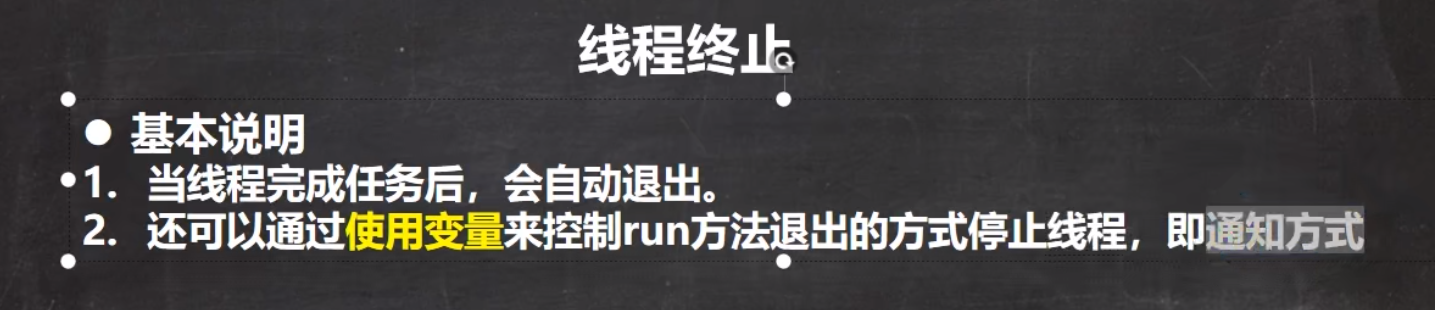 线程终止
● 基本说明
1. 当线程完成任务后，会自动退出。
2. 还可以通过使用变量来控制run方法退出的方式停止线程，即通知方式